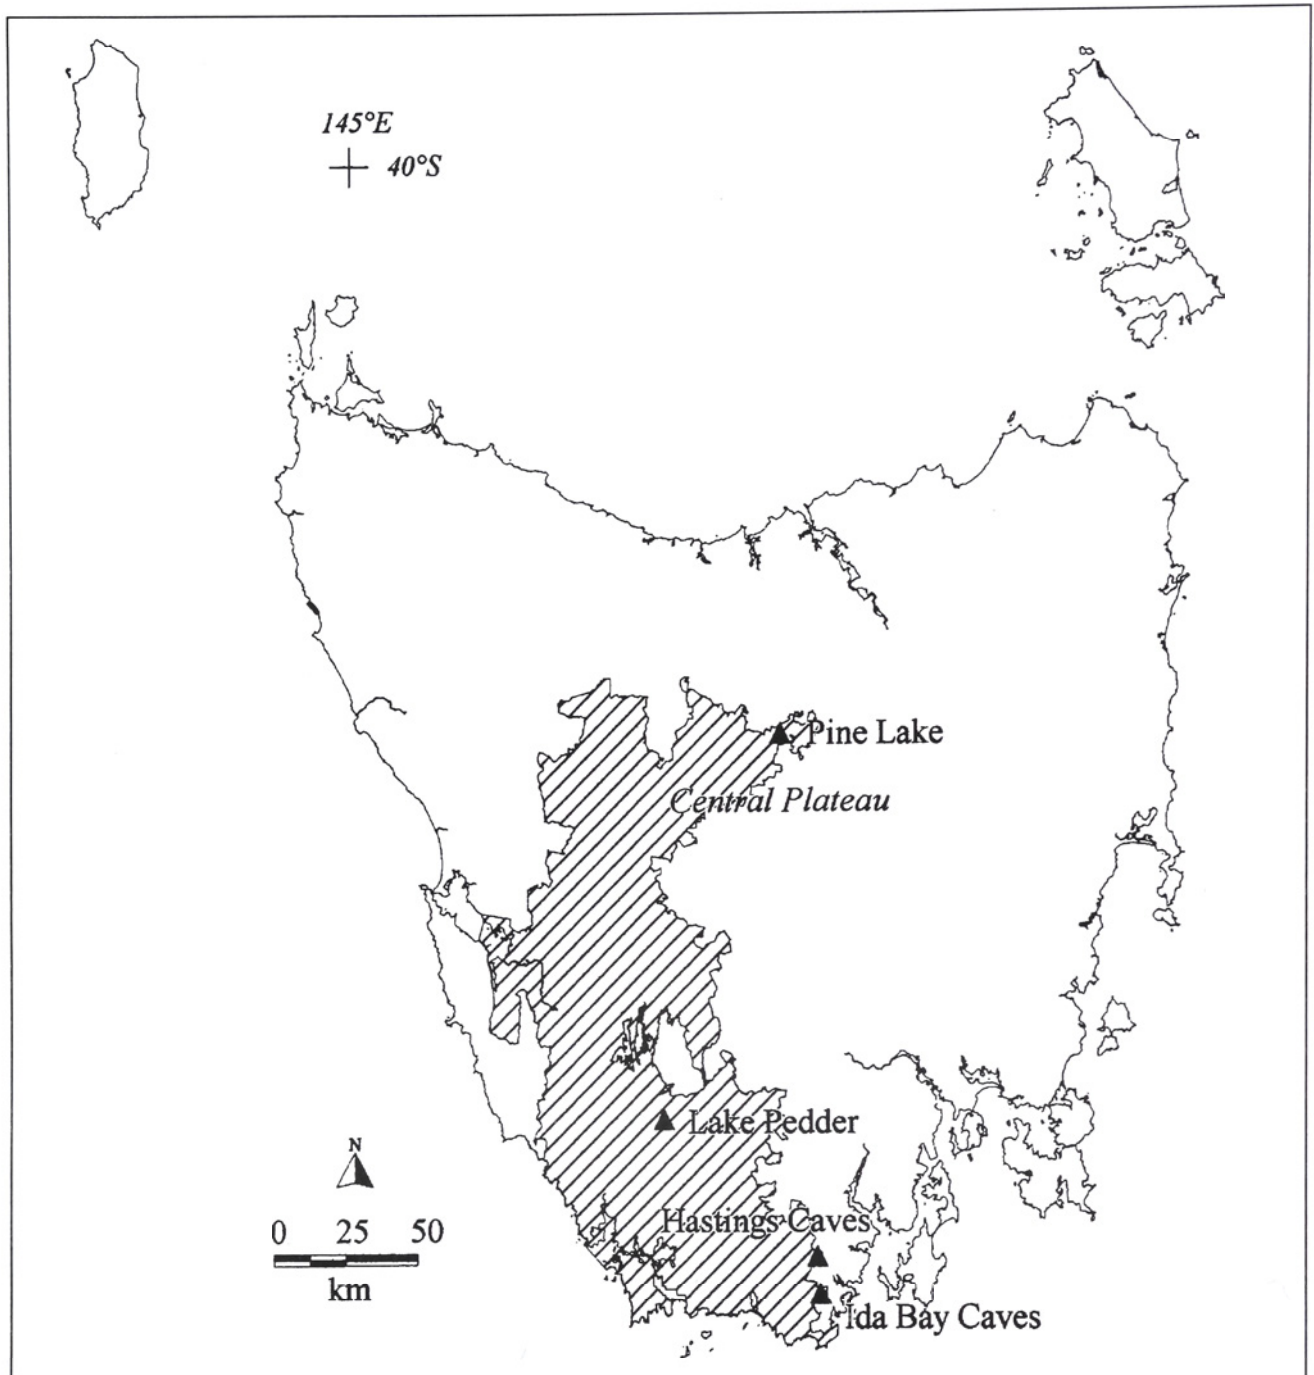 145°E
40°S
Pine Lake
Central Plateau
Lake Pedder
N
0 25 50
km
Hastings Caves
Ida Bay Caves